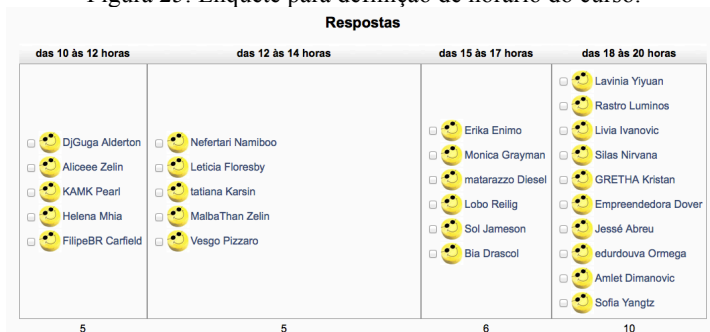 Figura 25: Enquete para definição de horário do curso.
Respostas
das 10 às 12 horas
das 12 às 14 horas
das 15 às 17 horas
das 18 às 20 horas
DjGuga Alderton
Aliceee Zelin
KAMK Pearl
Helena Mhia
FilipeBR Carfield
Nefertari Namiboo
Leticia Floresby
tatiana Karsin
MalbaThan Zelin
Vesgo Pizzaro
Erika Enimo
Monica Grayman
matarazzo Diesel
Lobo Reilig
Sol Jameson
Bia Drascol
Lavinia Yiyuan
Rastro Luminos
Livia Ivanovic
Silas Nirvana
GRETHA Kristan
Empreendedora Dover
Jessé Abreu
edurdouva Ormega
Amlet Dimanovic
Sofia Yangtz
5
5
6
10